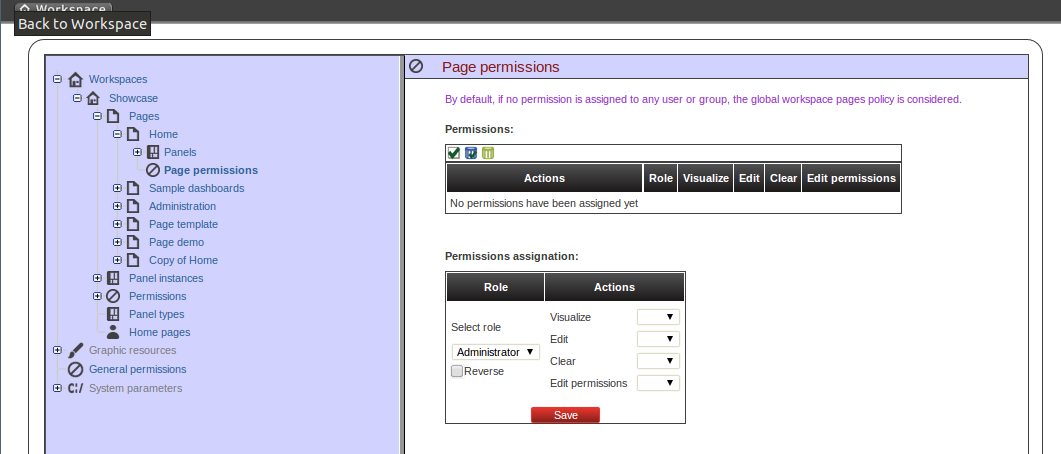 Workspace
Back to Workspace
Workspaces
Showcase
Pages
Home
Panels
Page permissions
Sample dashboards
Administration
Page template
Page demo
Copy of Home
Panel instances
Permissions
Panel types
Home pages
Graphic resources
General permissions
System parameters
Page permissions
By default, if no permission is assigned to any user or group, the global workspace pages policy is considered.
Permissions:
Actions Role Visualize Edit Clear Edit permissions
No permissions have been assigned yet
Permissions assignation:
Role Actions
Select role
Administrator
Reverse
Visualize
Edit
Clear
Edit permissions
Save